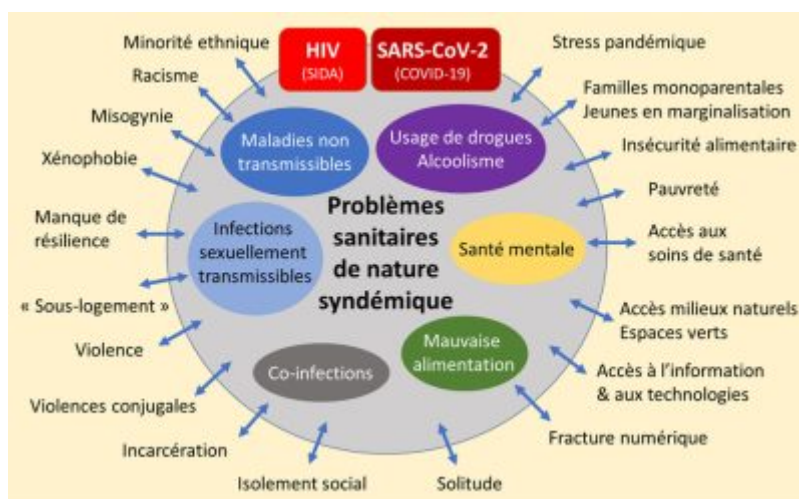 HIV
(SIDA)
SARS-CoV-2
(COVID-19)
Minorité ethnique
Racisme
Misogynie
Xénophobie
Manque de
résilience
« Sous-logement »
Violence
Violences conjugales
Incarcération
Isolement social
Solitude
Stress pandémique
Familles monoparentales
Jeunes en marginalisation
Insécurité alimentaire
Pauvreté
Accès aux
soins de santé
Accès milieux naturels
Espaces verts
Accès à l'information
& aux technologies
Fracture numérique
Maladies non
transmissibles
Usage de drogues
Alcoolisme
Infections
sexuellement
transmissibles
Problèmes
sanitaires
de nature
syndémique
Santé mentale
Mauvaise
alimentation
Co-infections